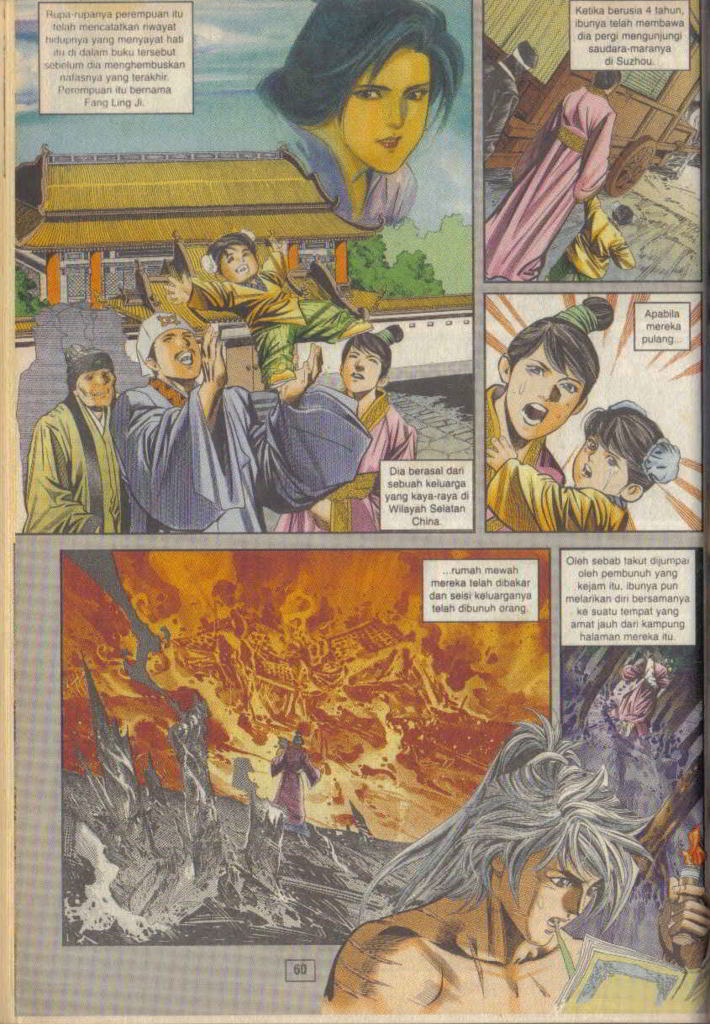 Rupa-rupanya perempuan itu
telah mencatatkan riwayat
hidupnya yang menyayat hati
itu di dalam buku tersebut
sebelum dia menghembuskan
nafasnya yang terakhir.
Perempuan itu bernama
Fang Ling Ji.
Ketika berusia 4 tahun,
ibunya telah membawa
dia pergi mengunjungi
saudara-maranya
di Suzhou.
Dia berasal dari
sebuah keluarga
yang kaya-raya di
Wilayah Selatan
China.
Apabila
mereka
pulang...
...rumah mewah
mereka telah dibakar
dan seisi keluarganya
telah dibunuh orang.
Oleh sebab takut dijumpai
oleh pembunuh yang
kejam itu, ibunya pun
melarikan diri bersamanya
ke suatu tempat yang
amat jauh dari kampung
halaman mereka itu.
60